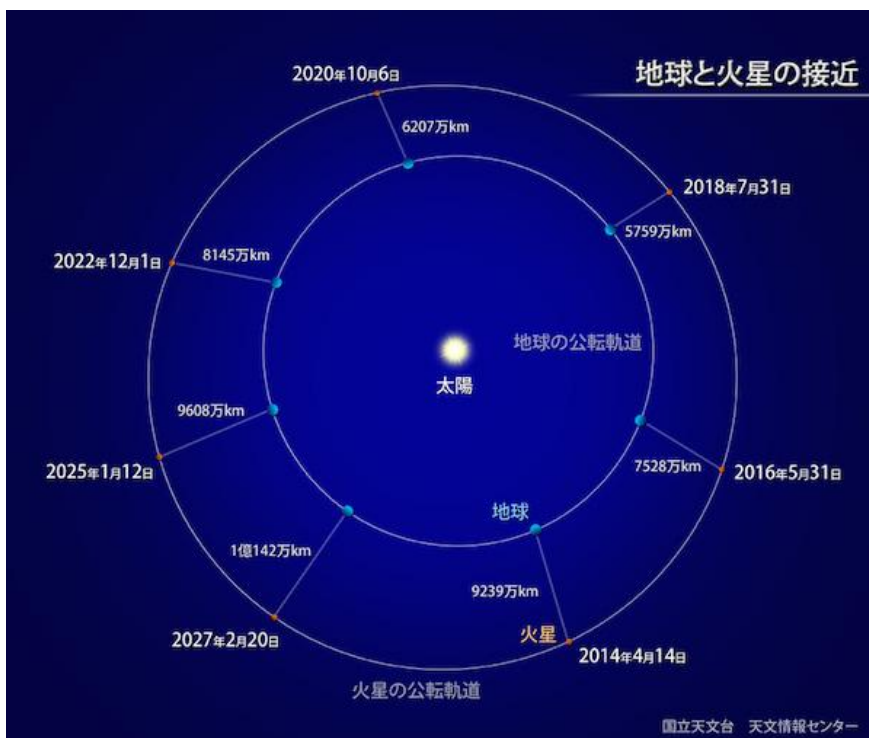 地球と火星の接近
2020年10月6日
6207万km
2018年7月31日
5759万km
2022年12月1日
8145万km
地球の公転軌道
太陽
9608万km
2025年1月12日
7528万km
2016年5月31日
地球
1億142万km
9239万km
2027年2月20日
火星
2014年4月14日
火星の公転軌道
国立天文台 天文情報センター